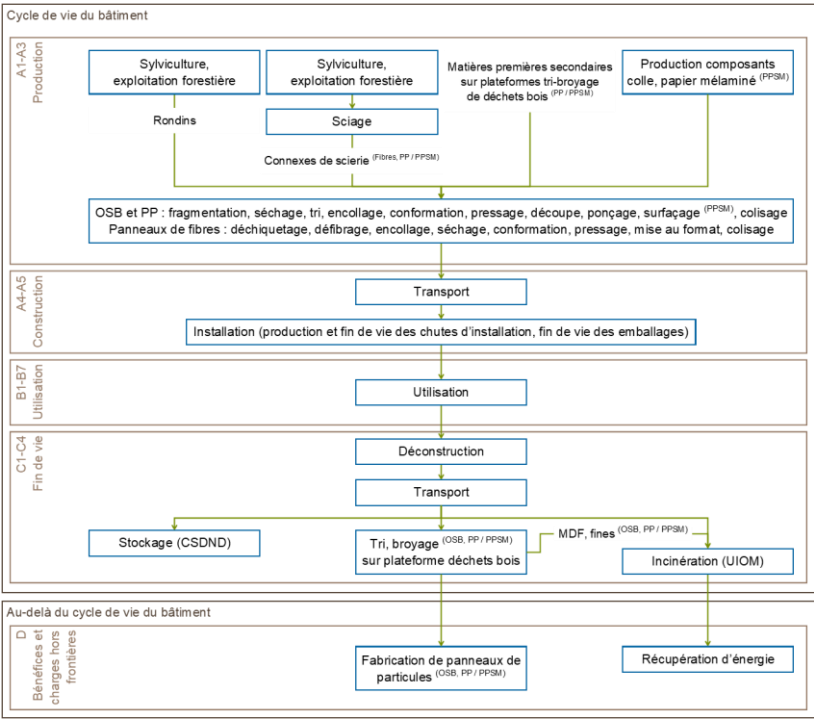 Cycle de vie du bâtiment
A1-A3
Production
Sylviculture,
exploitation forestière
Sylviculture,
exploitation forestière
Matières premières secondaires
sur plateformes tri-broyage
de déchets bois (PP / PPSM)
Production composants
colle, papier mélaminé (PPSM)
Rondins
Sciage
Connexes de scierie (Fibres, PP / PPSM)
OSB et PP : fragmentation, séchage, tri, encollage, conformation, pressage, découpe, ponçage, surfaçage (PPSM), colisage
Panneaux de fibres : déchiquetage, défibrage, encollage, séchage, conformation, pressage, mise au format, colisage
A4-A5
Construction
Transport
Installation (production et fin de vie des chutes d'installation, fin de vie des emballages)
B1-B7
Utilisation
Utilisation
C1-C4
Fin de vie
Déconstruction
Transport
Stockage (CSDND)
Tri, broyage (OSB, PP / PPSM)
sur plateforme déchets bois
MDF, fines (OSB, PP / PPSM)
Incinération (UIOM)
Au-delà du cycle de vie du bâtiment
D
Bénéfices et
charges hors
frontières
Fabrication de panneaux de
particules (OSB, PP / PPSM)
Récupération d'énergie